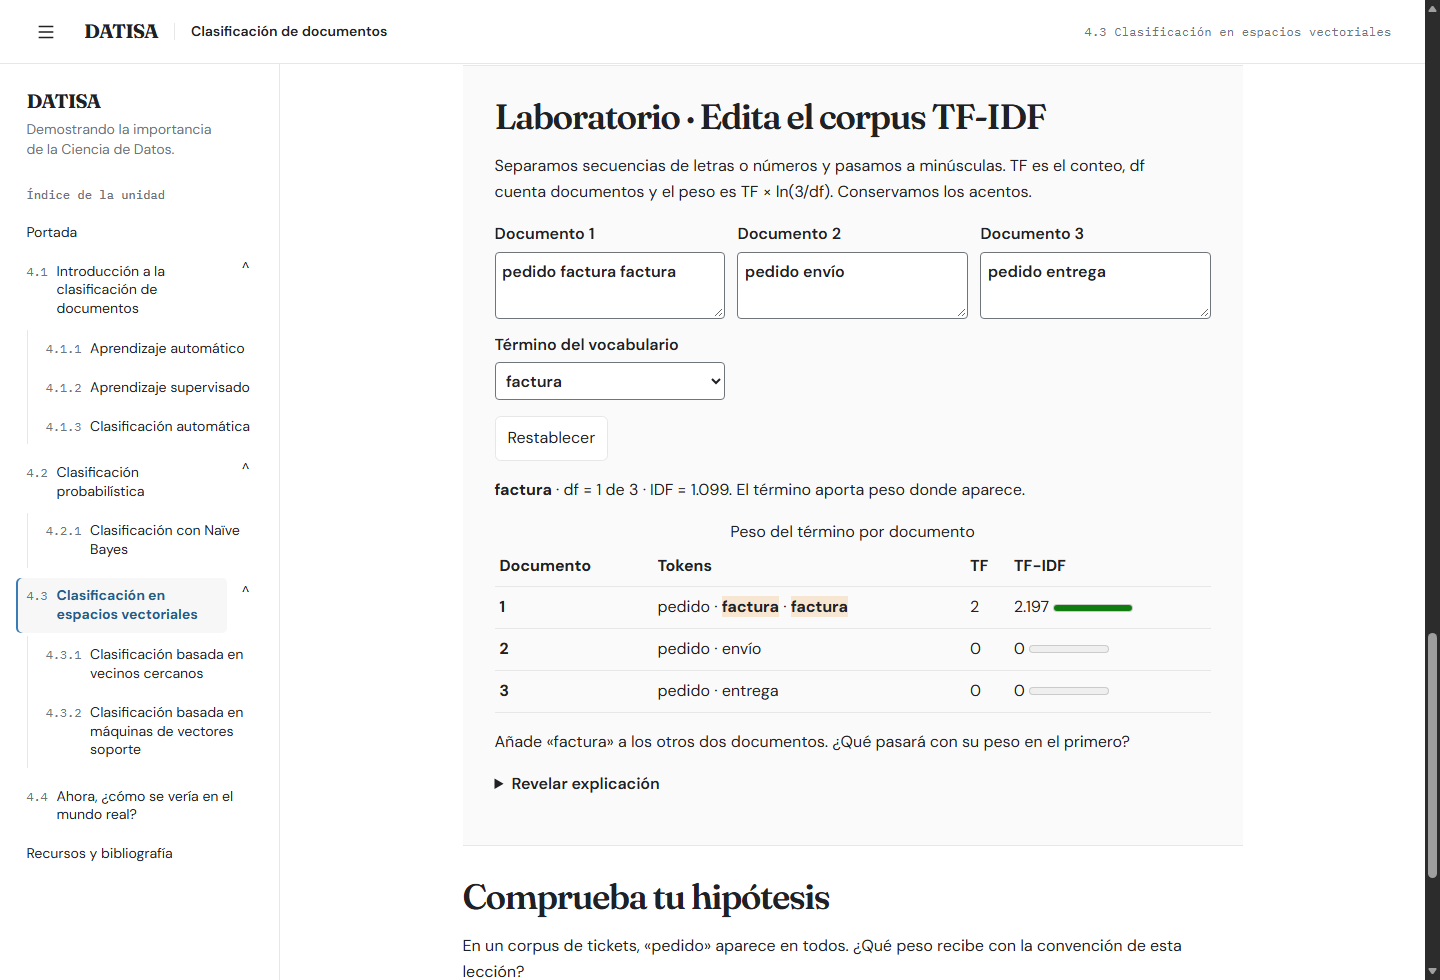 DATISA
Clasificación de documentos
4.3 Clasificación en espacios vectoriales
DATISA
Demostrando la importancia
de la Ciencia de Datos.
Índice de la unidad
Portada
4.1 Introducción a la
clasificación de
documentos
4.1.1 Aprendizaje automático
4.1.2 Aprendizaje supervisado
4.1.3 Clasificación automática
4.2 Clasificación
probabilística
4.2.1 Clasificación con Naïve
Bayes
4.3 Clasificación en
espacios vectoriales
4.3.1 Clasificación basada en
vecinos cercanos
4.3.2 Clasificación basada en
máquinas de vectores
soporte
4.4 Ahora, ¿cómo se vería en el
mundo real?
Recursos y bibliografía
Laboratorio · Edita el corpus TF-IDF
Separamos secuencias de letras o números y pasamos a minúsculas. TF es el conteo, df
cuenta documentos y el peso es TF × ln(3/df). Conservamos los acentos.
Documento 1 Documento 2 Documento 3
pedido factura factura pedido envío pedido entrega
Término del vocabulario
factura
Restablecer
factura · df = 1 de 3 · IDF = 1.099. El término aporta peso donde aparece.
Peso del término por documento
Documento Tokens TF TF-IDF
1 pedido · factura · factura 2 2.197
2 pedido · envío 0 0
3 pedido · entrega 0 0
Añade «factura» a los otros dos documentos. ¿Qué pasará con su peso en el primero?
Revelar explicación
Comprueba tu hipótesis
En un corpus de tickets, «pedido» aparece en todos. ¿Qué peso recibe con la convención de esta
lección?